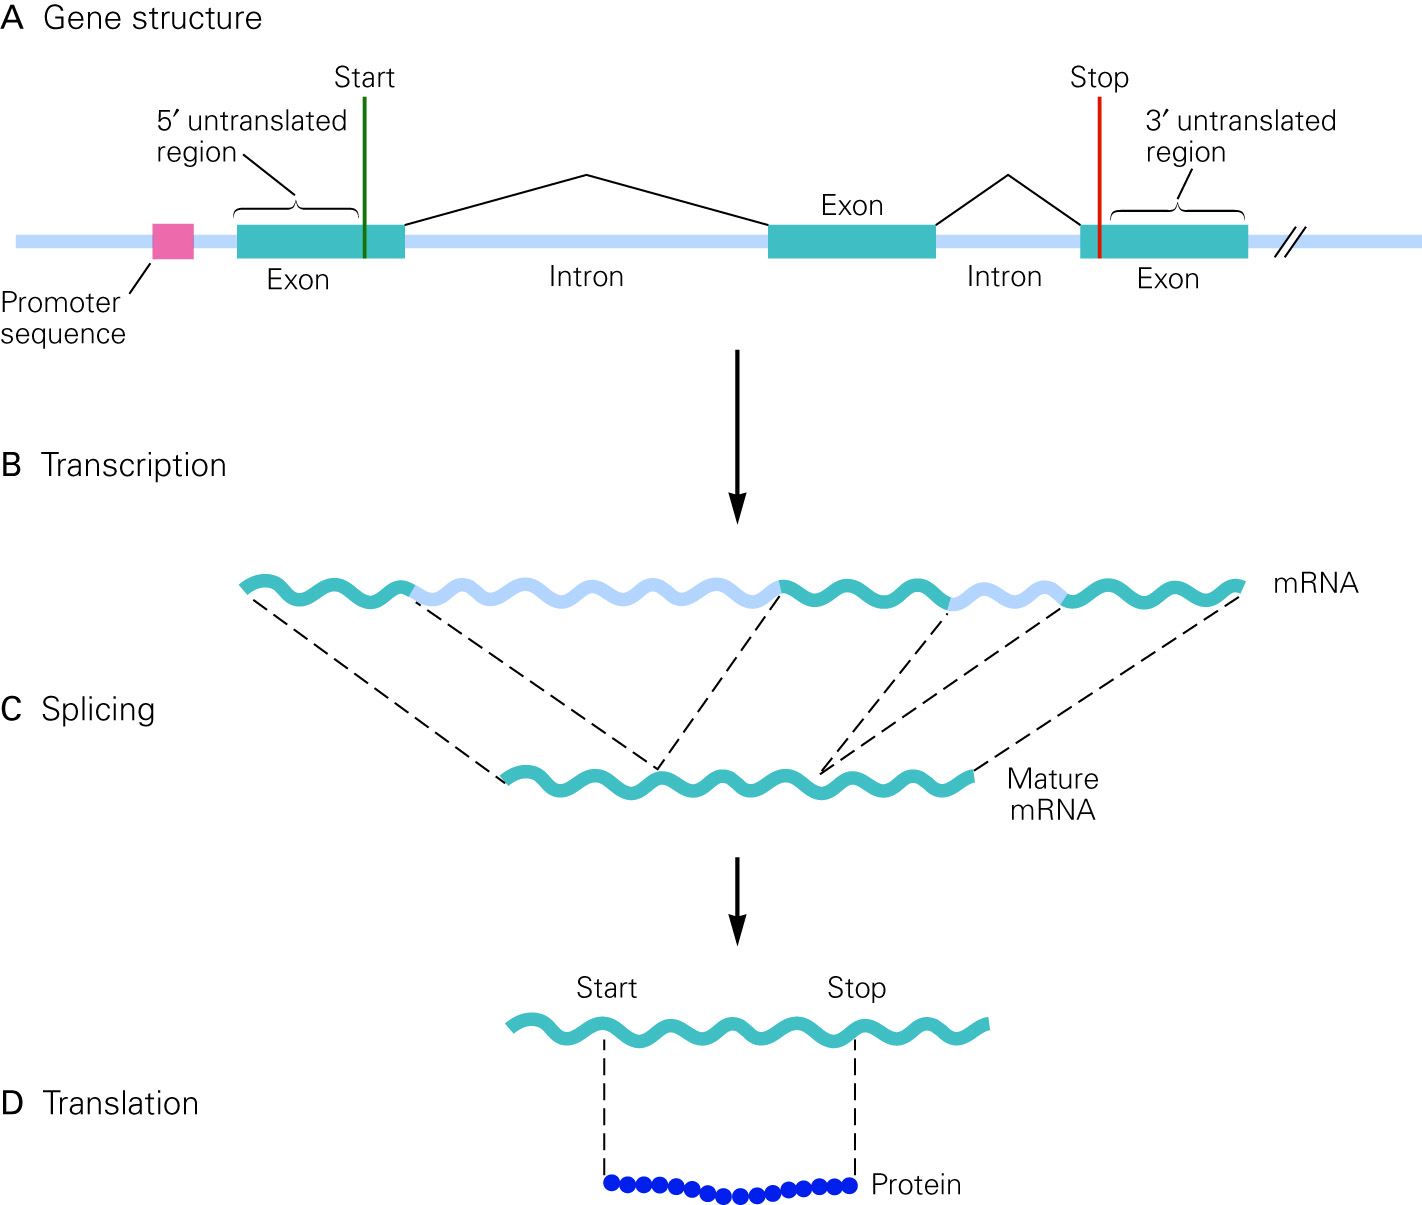 A Gene structure
Start
Stop
5′ untranslated
region
3′ untranslated
region
Exon
Exon
Intron
Intron
Exon
Promoter
sequence
B Transcription
mRNA
C Splicing
Mature
mRNA
Start
Stop
D Translation
Protein